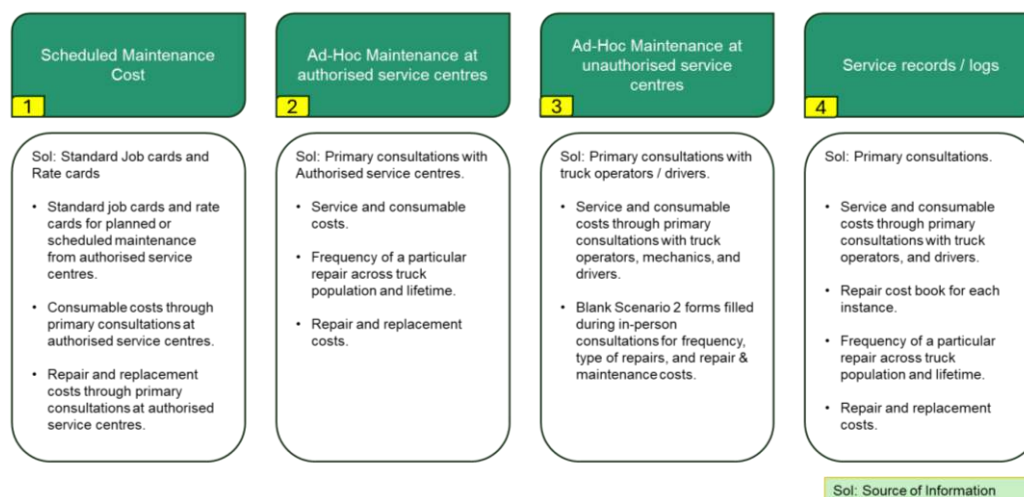 Scheduled Maintenance
Cost
1
Ad-Hoc Maintenance at
authorised service centres
2
Ad-Hoc Maintenance at
unauthorised service
centres
3
Service records / logs
4
SoI: Standard Job cards and
Rate cards
• Standard job cards and rate
cards for planned or
scheduled maintenance
from authorised service
centres.
• Consumable costs through
primary consultations at
authorised service centres.
• Repair and replacement
costs through primary
consultations at authorised
service centres.
SoI: Primary consultations with
Authorised service centres.
• Service and consumable
costs.
• Frequency of a particular
repair across truck
population and lifetime.
• Repair and replacement
costs.
SoI: Primary consultations with
truck operators / drivers.
• Service and consumable
costs through primary
consultations with truck
operators, mechanics, and
drivers.
• Blank Scenario 2 forms filled
during in-person
consultations for frequency,
type of repairs, and repair &
maintenance costs.
SoI: Primary consultations.
• Service and consumable
costs through primary
consultations with truck
operators, and drivers.
• Repair cost book for each
instance.
• Frequency of a particular
repair across truck
population and lifetime.
• Repair and replacement
costs.
SoI: Source of Information